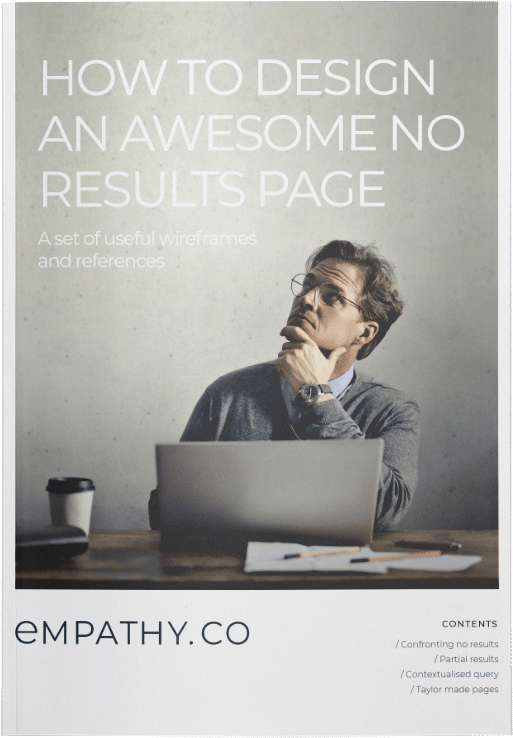 HOW TO DESIGN
AN AWESOME NO
RESULTS PAGE
A set of useful wireframes
and references
eMPATHY.CO
CONTENTS
/ Confronting no results
/ Partial results
/ Contextualised query
/ Taylor made pages